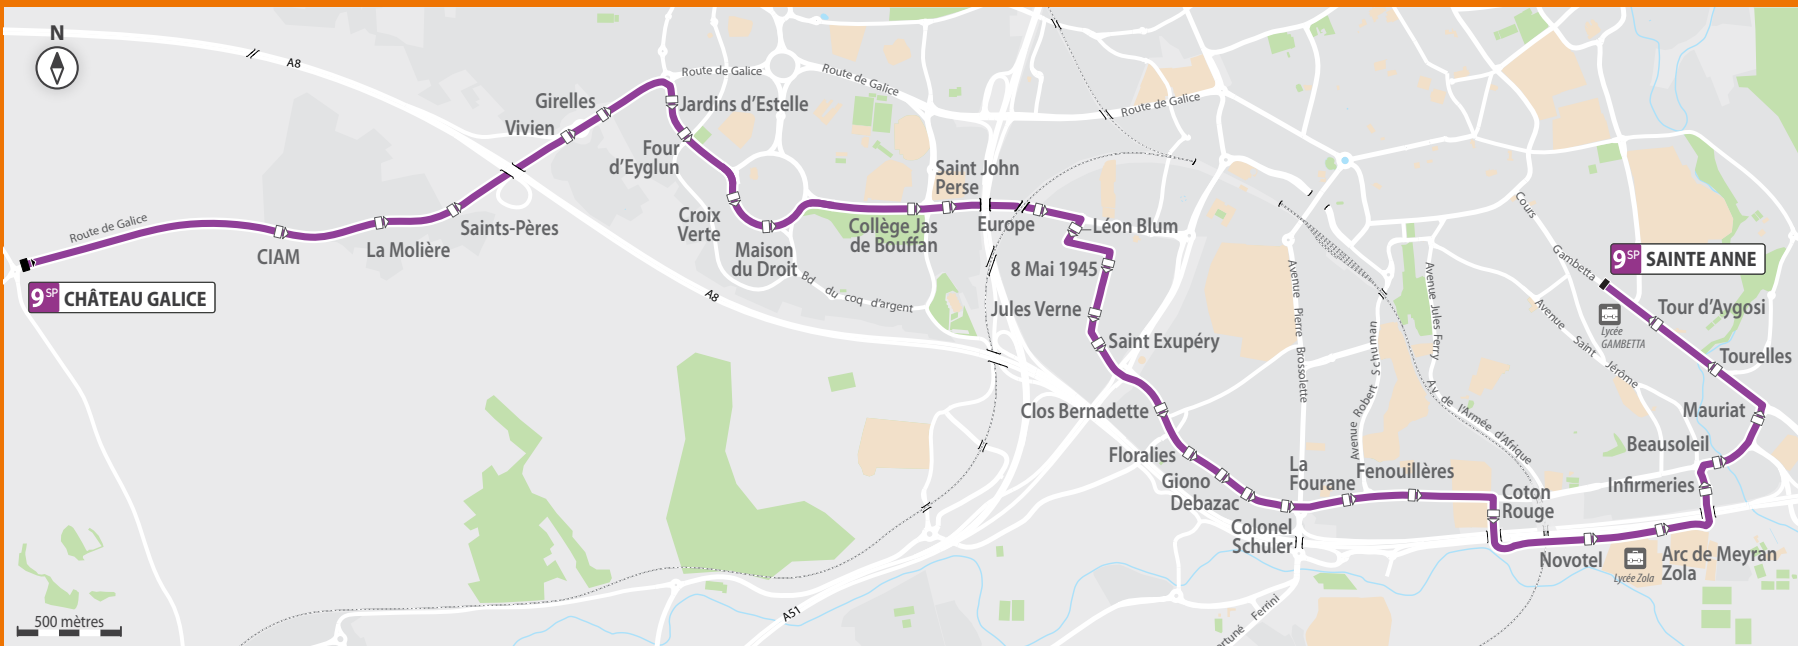 N
A8
Route de Galice
Route de Galice
Route de Galice
Girelles
Jardins d'Estelle
Vivien
Four
d'Eyglun
Saint John
Perse
Cours
Route de Galice
Saints-Pères
Croix
Verte
Collège Jas
de Bouffan
Europe
Léon Blum
CIAM
La Molière
Maison
du Droit
8 Mai 1945
Gambetta
9SP SAINTE ANNE
9SP CHÂTEAU GALICE
A8
Bd du coq d'argent
Jules Verne
Avenue Pierre Brossolette
Avenue Robert Schuman
Avenue Jules Ferry
Avenue Saint Jérôme
Lycée
GAMBETTA
Tour d'Aygosi
Saint Exupéry
Tourelles
Av. de l'Armée d'Afrique
Clos Bernadette
Mauriat
Floralies
Beausoleil
Giono
Debazac
La
Fourane
Fenouillères
Infirmeries
Coton
Rouge
Colonel
Schuler
Novotel
Lycée Zola
Arc de Meyran
Zola
A51
Fortuné Ferrini
500 mètres